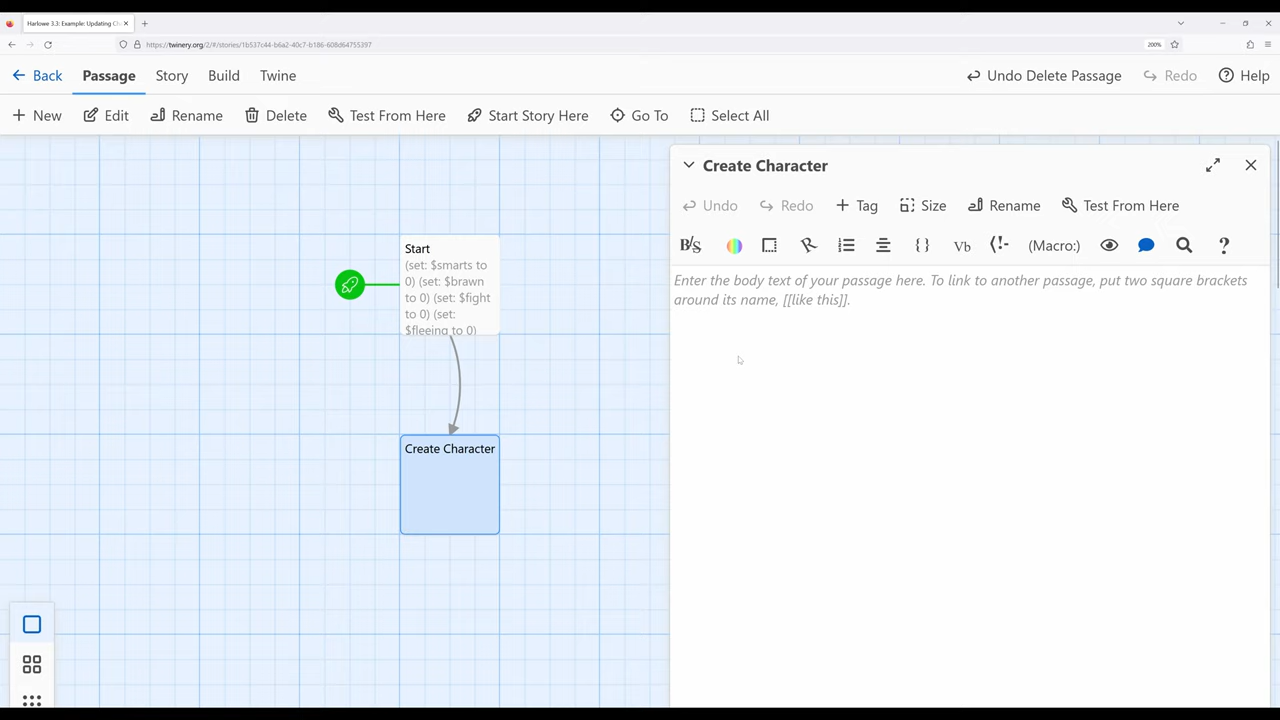 Harlowe 3.3: Example: Updating Ch
https://twinery.org/2/#/stories/1b537c44-b6a2-40c7-b186-608d64755397
200%
Back
Passage
Story
Build
Twine
Undo Delete Passage
Redo
Help
New
Edit
Rename
Delete
Test From Here
Start Story Here
Go To
Select All
Start
(set: $smarts to
0) (set: $brawn
to 0) (set: $fight
to 0) (set:
$fleeing to 0)
Create Character
Create Character
Undo
Redo
+ Tag
Size
Rename
Test From Here
B/S
{ }
Vb
(Macro:)
Enter the body text of your passage here. To link to another passage, put two square brackets
around its name, [[like this]].